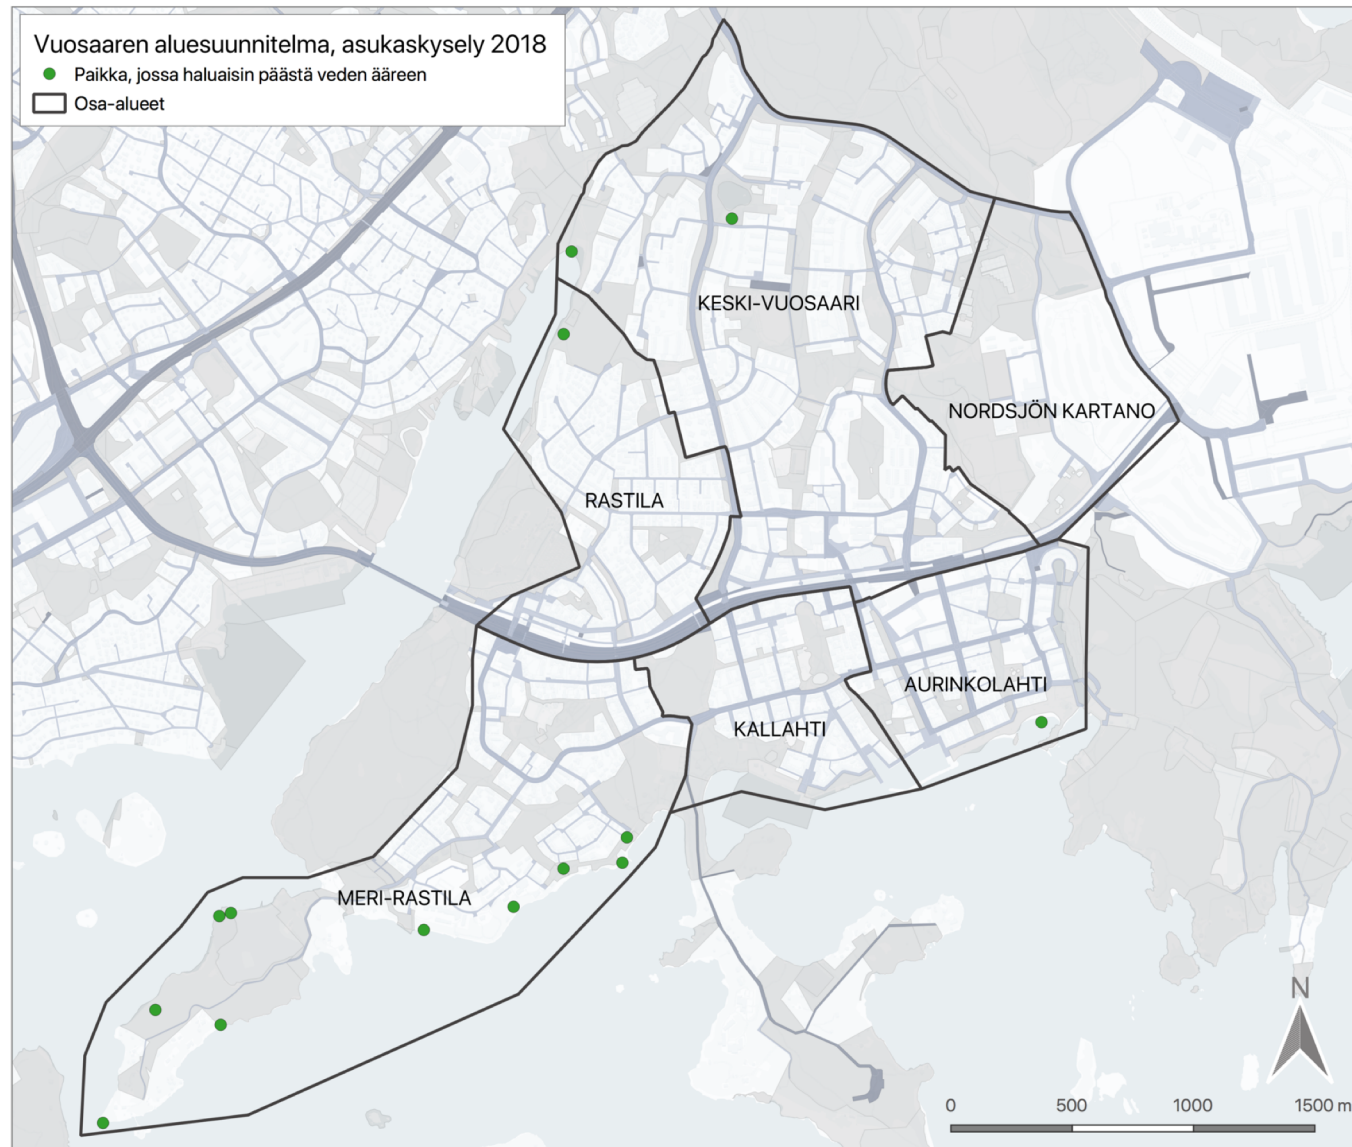 Vuosaaren aluesuunnitelma, asukaskysely 2018
Paikka, jossa haluaisin päästä veden ääreen
Osa-alueet
KESKI-VUOSAARI
NORDSJÖN KARTANO
RASTILA
AURINKOLAHTI
KALLAHTI
MERI-RASTILA
N
0 500 1000 1500 m